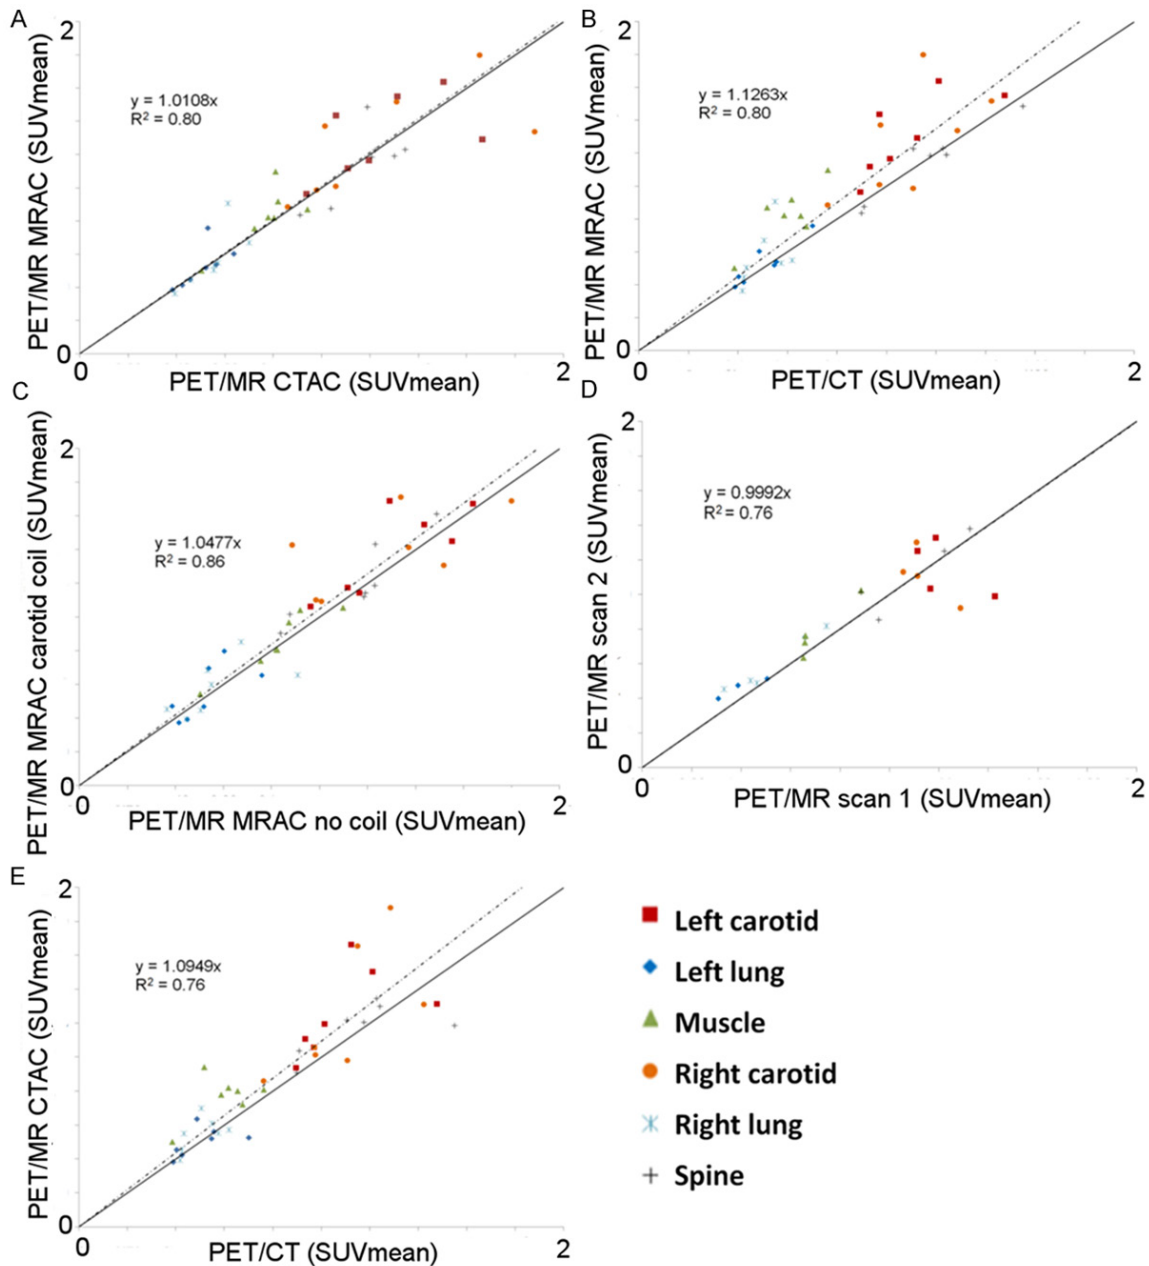 A
2
y = 1.0108x
R² = 0.80
PET/MR MRAC (SUVmean)
0
0
2
PET/MR CTAC (SUVmean)
B
2
y = 1.1263x
R² = 0.80
PET/MR MRAC (SUVmean)
0
0
2
PET/CT (SUVmean)
C
2
y = 1.0477x
R² = 0.86
PET/MR MRAC carotid coil (SUVmean)
0
0
2
PET/MR MRAC no coil (SUVmean)
D
2
y = 0.9992x
R² = 0.76
PET/MR scan 2 (SUVmean)
0
0
2
PET/MR scan 1 (SUVmean)
E
2
y = 1.0949x
R² = 0.76
PET/MR CTAC (SUVmean)
0
0
2
PET/CT (SUVmean)
Left carotid
Left lung
Muscle
Right carotid
Right lung
Spine